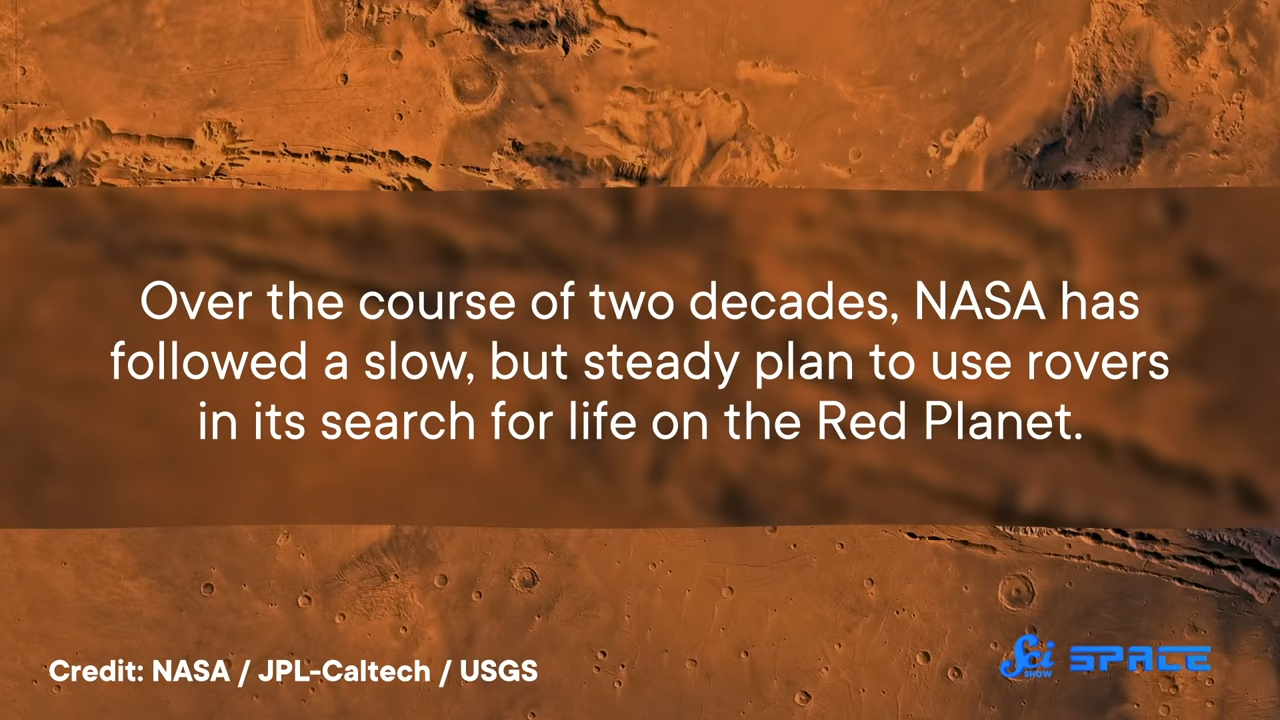 Over the course of two decades, NASA has
followed a slow, but steady plan to use rovers
in its search for life on the Red Planet.
Credit: NASA / JPL-Caltech / USGS
Sci SHOW SPACE